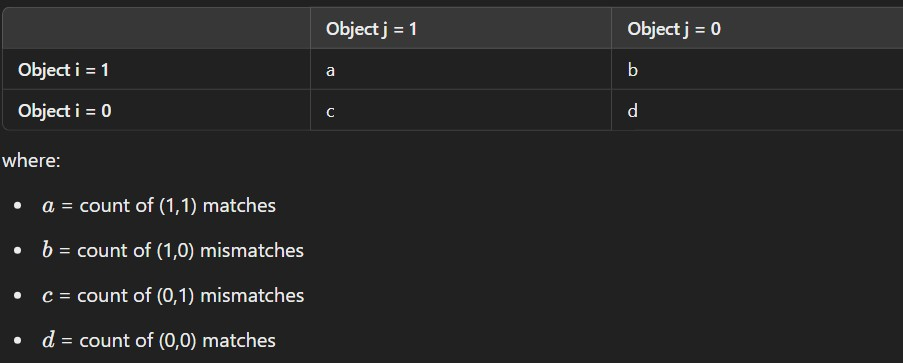 Object j = 1 Object j = 0
Object i = 1 a b
Object i = 0 c d
where:
• a = count of (1,1) matches
• b = count of (1,0) mismatches
• c = count of (0,1) mismatches
• d = count of (0,0) matches